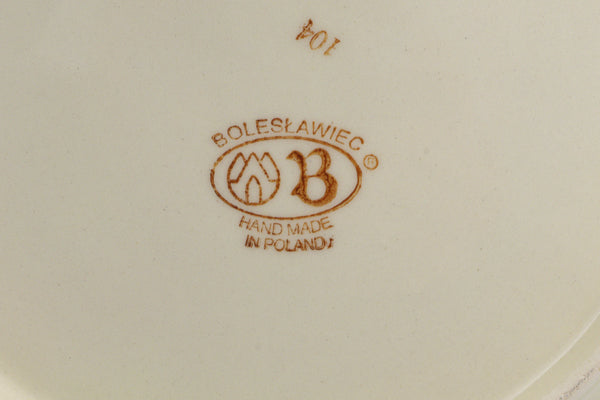 104
BOLESŁAWIEC
B ®
HAND MADE
IN POLAND